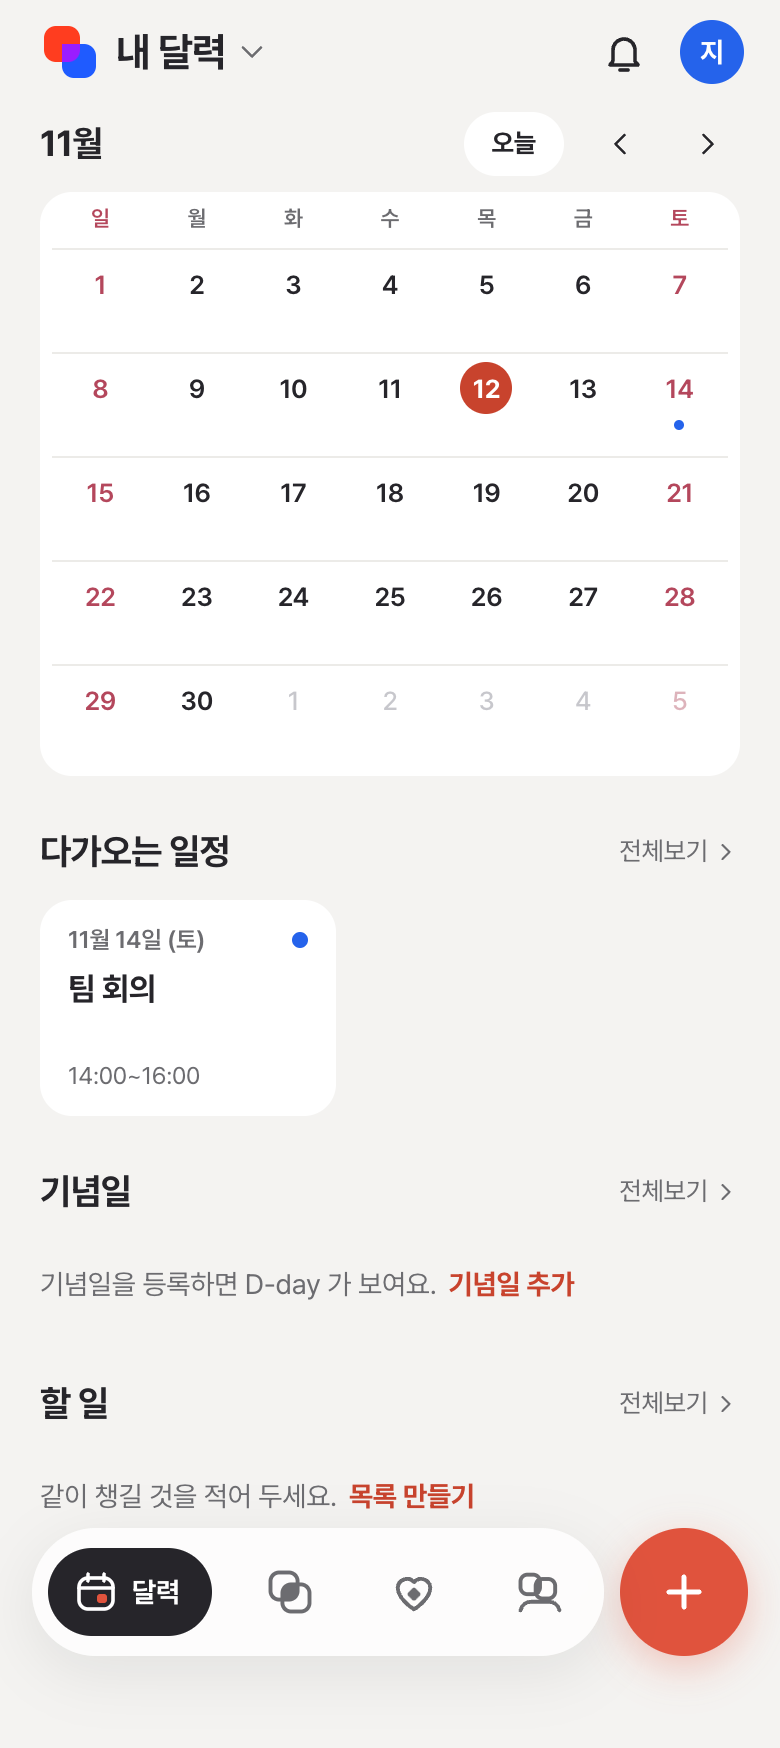 내 달력
지
11월
오늘
일 월 화 수 목 금 토
1 2 3 4 5 6 7
8 9 10 11 12 13 14
15 16 17 18 19 20 21
22 23 24 25 26 27 28
29 30 1 2 3 4 5
다가오는 일정
전체보기
11월 14일 (토)
팀 회의
14:00~16:00
기념일
전체보기
기념일을 등록하면 D-day 가 보여요. 기념일 추가
할 일
전체보기
같이 챙길 것을 적어 두세요. 목록 만들기
달력